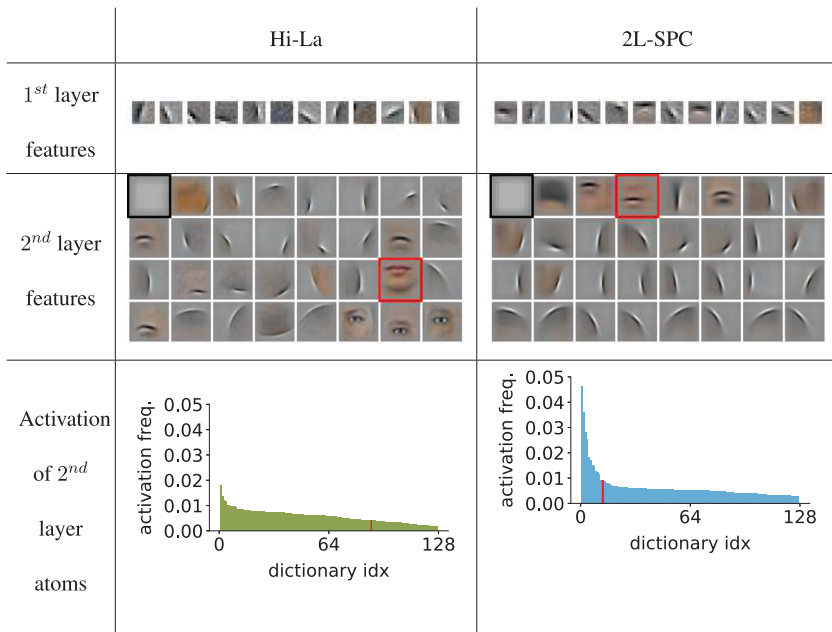 Hi-La
2L-SPC
1st layer
features
2nd layer
features
Activation
of 2nd
layer
atoms
activation freq.
0.05
0.04
0.03
0.02
0.01
0.00
0
64
128
dictionary idx
activation freq.
0.05
0.04
0.03
0.02
0.01
0.00
0
64
128
dictionary idx